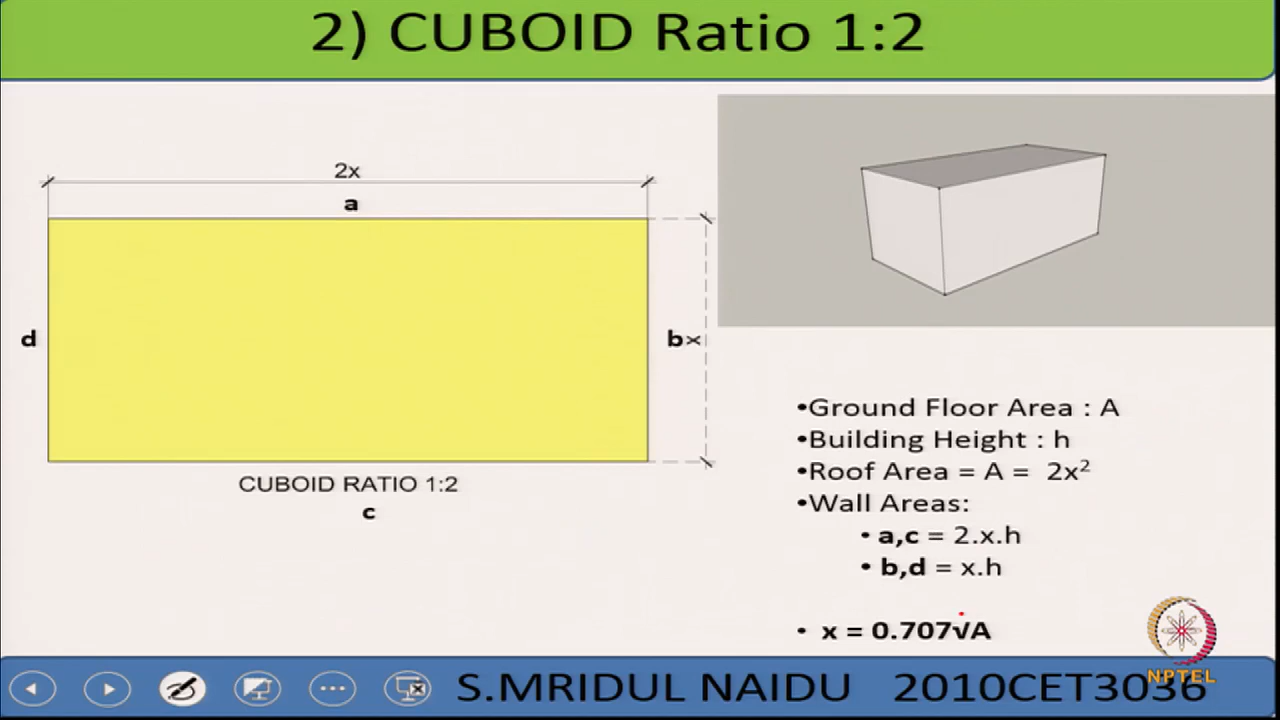 2) CUBOID Ratio 1:2
2x
a
d
bx
CUBOID RATIO 1:2
c
•Ground Floor Area : A
•Building Height : h
•Roof Area = A = 2x²
•Wall Areas:
• a,c = 2.x.h
• b,d = x.h
• x = 0.707√A
S.MRIDUL NAIDU 2010CET3036
NPTEL